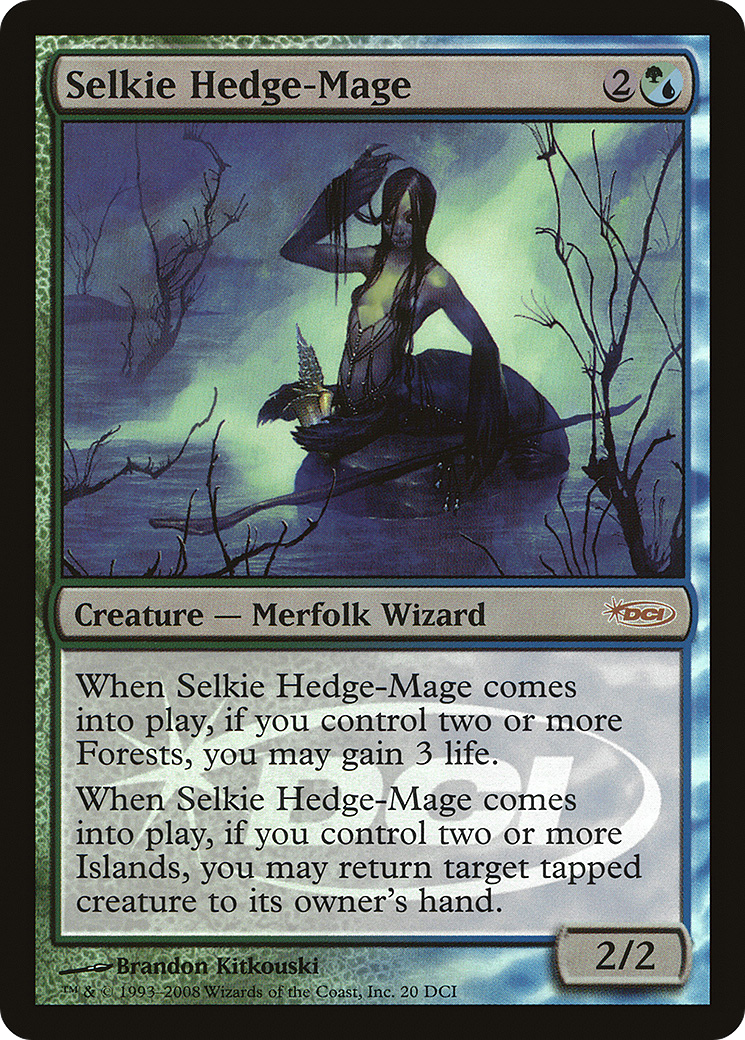 Selkie Hedge-Mage 2
Creature — Merfolk Wizard DCI
When Selkie Hedge-Mage comes
into play, if you control two or more
Forests, you may gain 3 life.
When Selkie Hedge-Mage comes
into play, if you control two or more
Islands, you may return target tapped
creature to its owner's hand.
DCI
2/2
Brandon Kitkouski
™ & © 1993–2008 Wizards of the Coast, Inc. 20 DCI